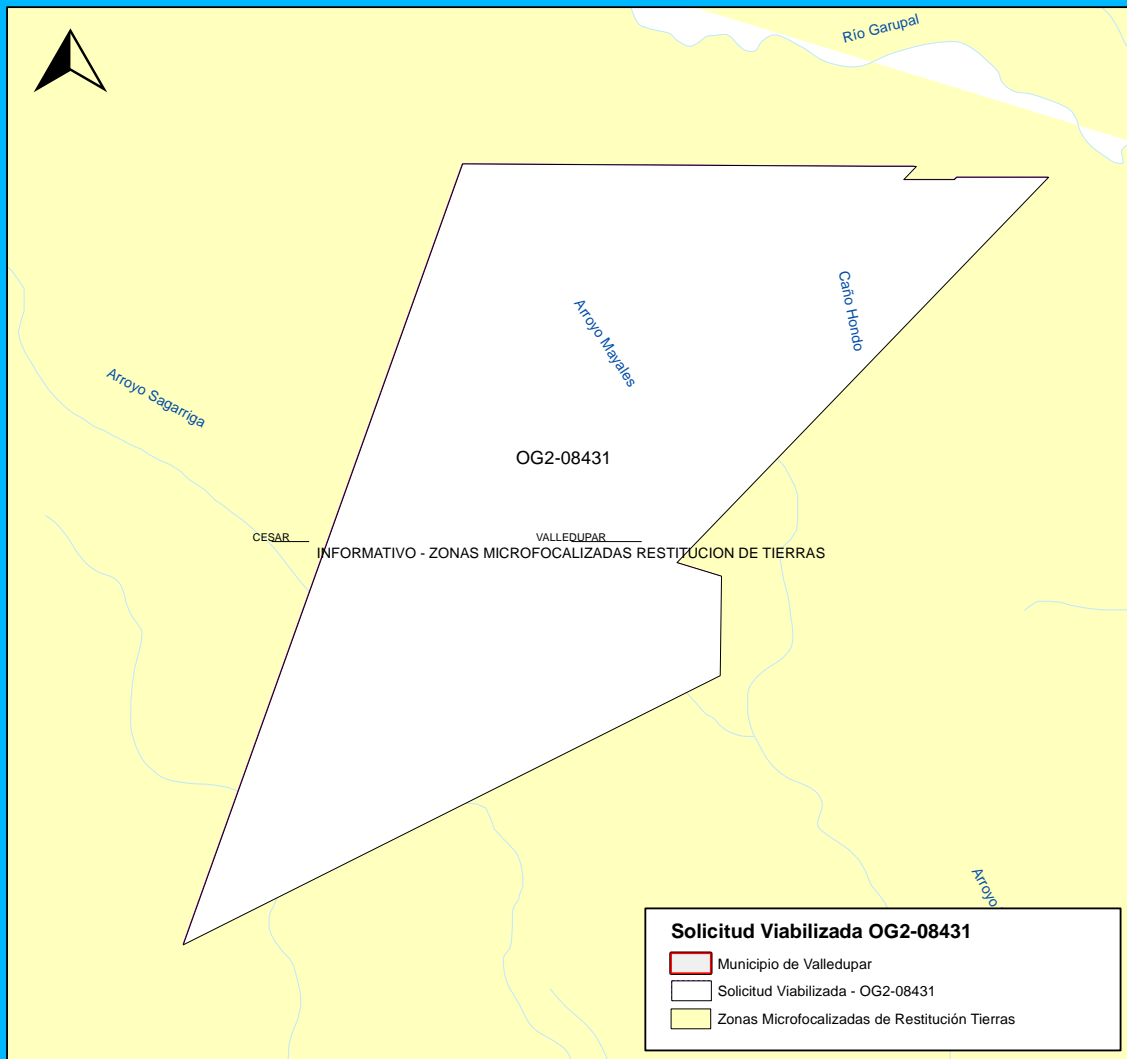 Río Garupal
Caño Hondo
Arroyo Mayales
Arroyo Sagarriga
OG2-08431
CESAR
VALLEDUPAR
INFORMATIVO - ZONAS MICROFOCALIZADAS RESTITUCION DE TIERRAS
Arroyo
Solicitud Viabilizada OG2-08431
Municipio de Valledupar
Solicitud Viabilizada - OG2-08431
Zonas Microfocalizadas de Restitución Tierras